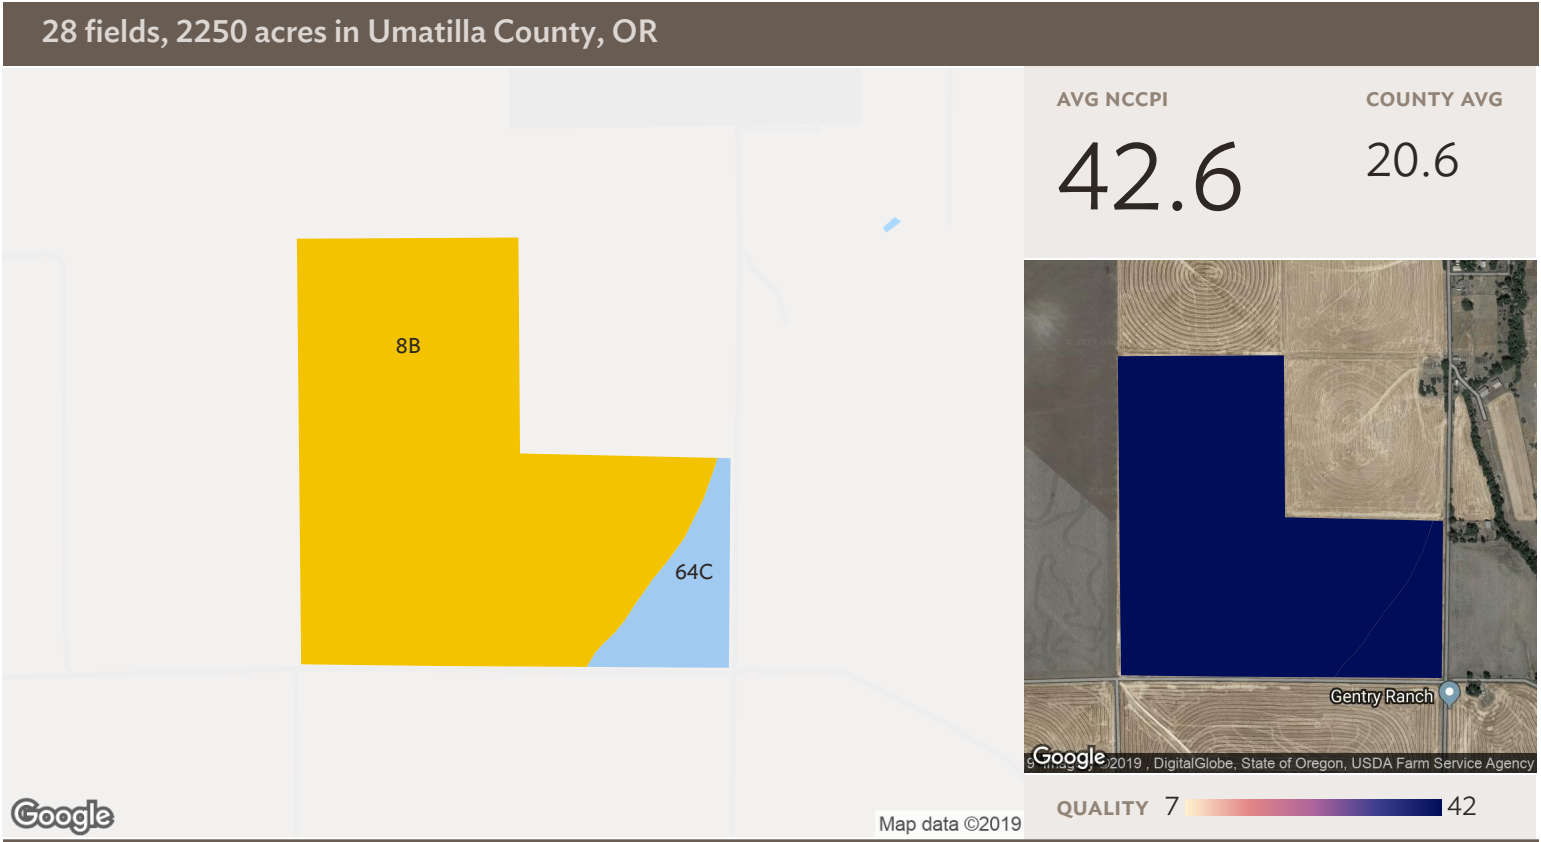 28 fields, 2250 acres in Umatilla County, OR
AVG NCCPI
COUNTY AVG
42.6
20.6
8B
64C
Gentry Ranch
Google
©2019 , DigitalGlobe, State of Oregon, USDA Farm Service Agency
QUALITY 7 42
Google
Map data ©2019